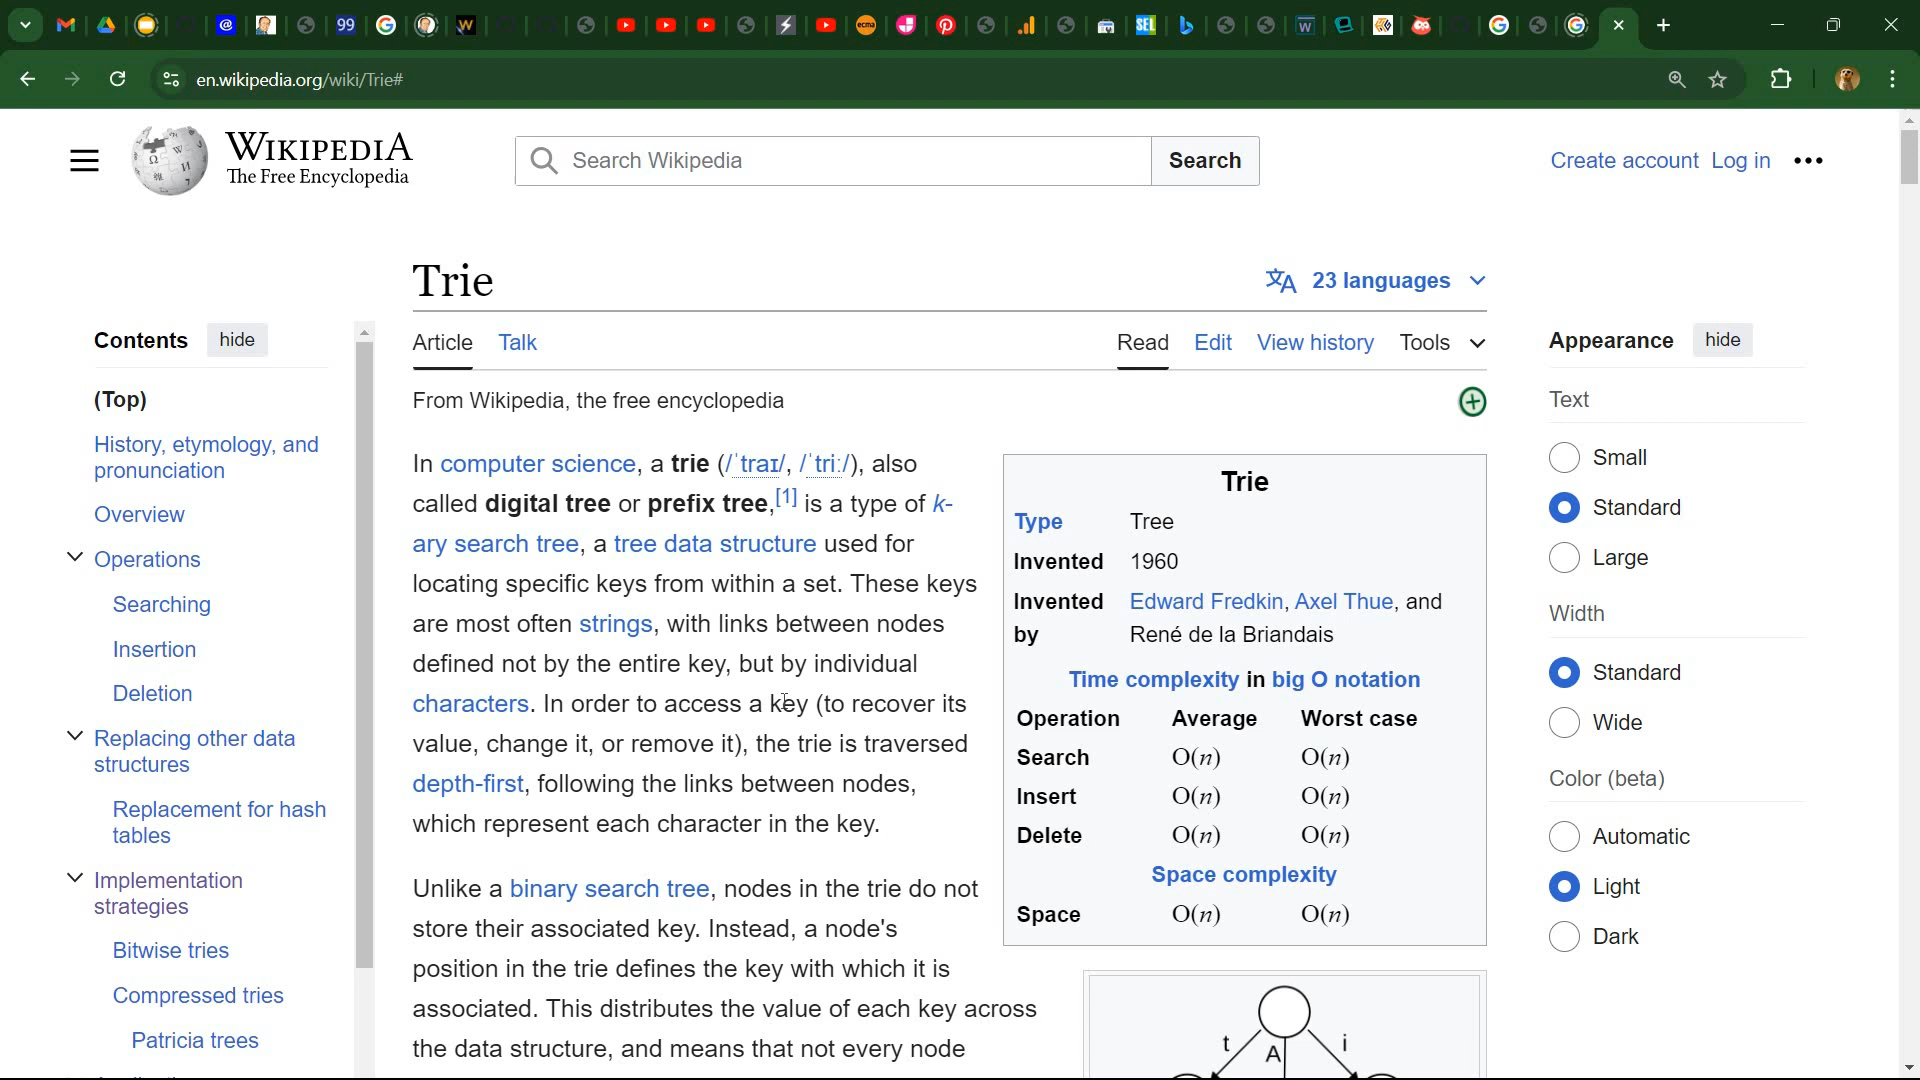 99
W
ecma
SEL
W
en.wikipedia.org/wiki/Trie#
WIKIPEDIA
The Free Encyclopedia
Search Wikipedia
Search
Create account Log in
Trie
23 languages
Contents hide
Article Talk
Read Edit View history Tools
Appearance hide
(Top)
History, etymology, and
pronunciation
Overview
Operations
Searching
Insertion
Deletion
Replacing other data
structures
Replacement for hash
tables
Implementation
strategies
Bitwise tries
Compressed tries
Patricia trees
From Wikipedia, the free encyclopedia
In computer science, a trie (/ˈtraɪ/, /ˈtriː/), also
called digital tree or prefix tree,[1] is a type of k-
ary search tree, a tree data structure used for
locating specific keys from within a set. These keys
are most often strings, with links between nodes
defined not by the entire key, but by individual
characters. In order to access a key (to recover its
value, change it, or remove it), the trie is traversed
depth-first, following the links between nodes,
which represent each character in the key.
Unlike a binary search tree, nodes in the trie do not
store their associated key. Instead, a node's
position in the trie defines the key with which it is
associated. This distributes the value of each key across
the data structure, and means that not every node
Trie
Type Tree
Invented 1960
Invented Edward Fredkin, Axel Thue, and
by René de la Briandais
Time complexity in big O notation
Operation Average Worst case
Search O(n) O(n)
Insert O(n) O(n)
Delete O(n) O(n)
Space complexity
Space O(n) O(n)
t A i
Text
Small
Standard
Large
Width
Standard
Wide
Color (beta)
Automatic
Light
Dark